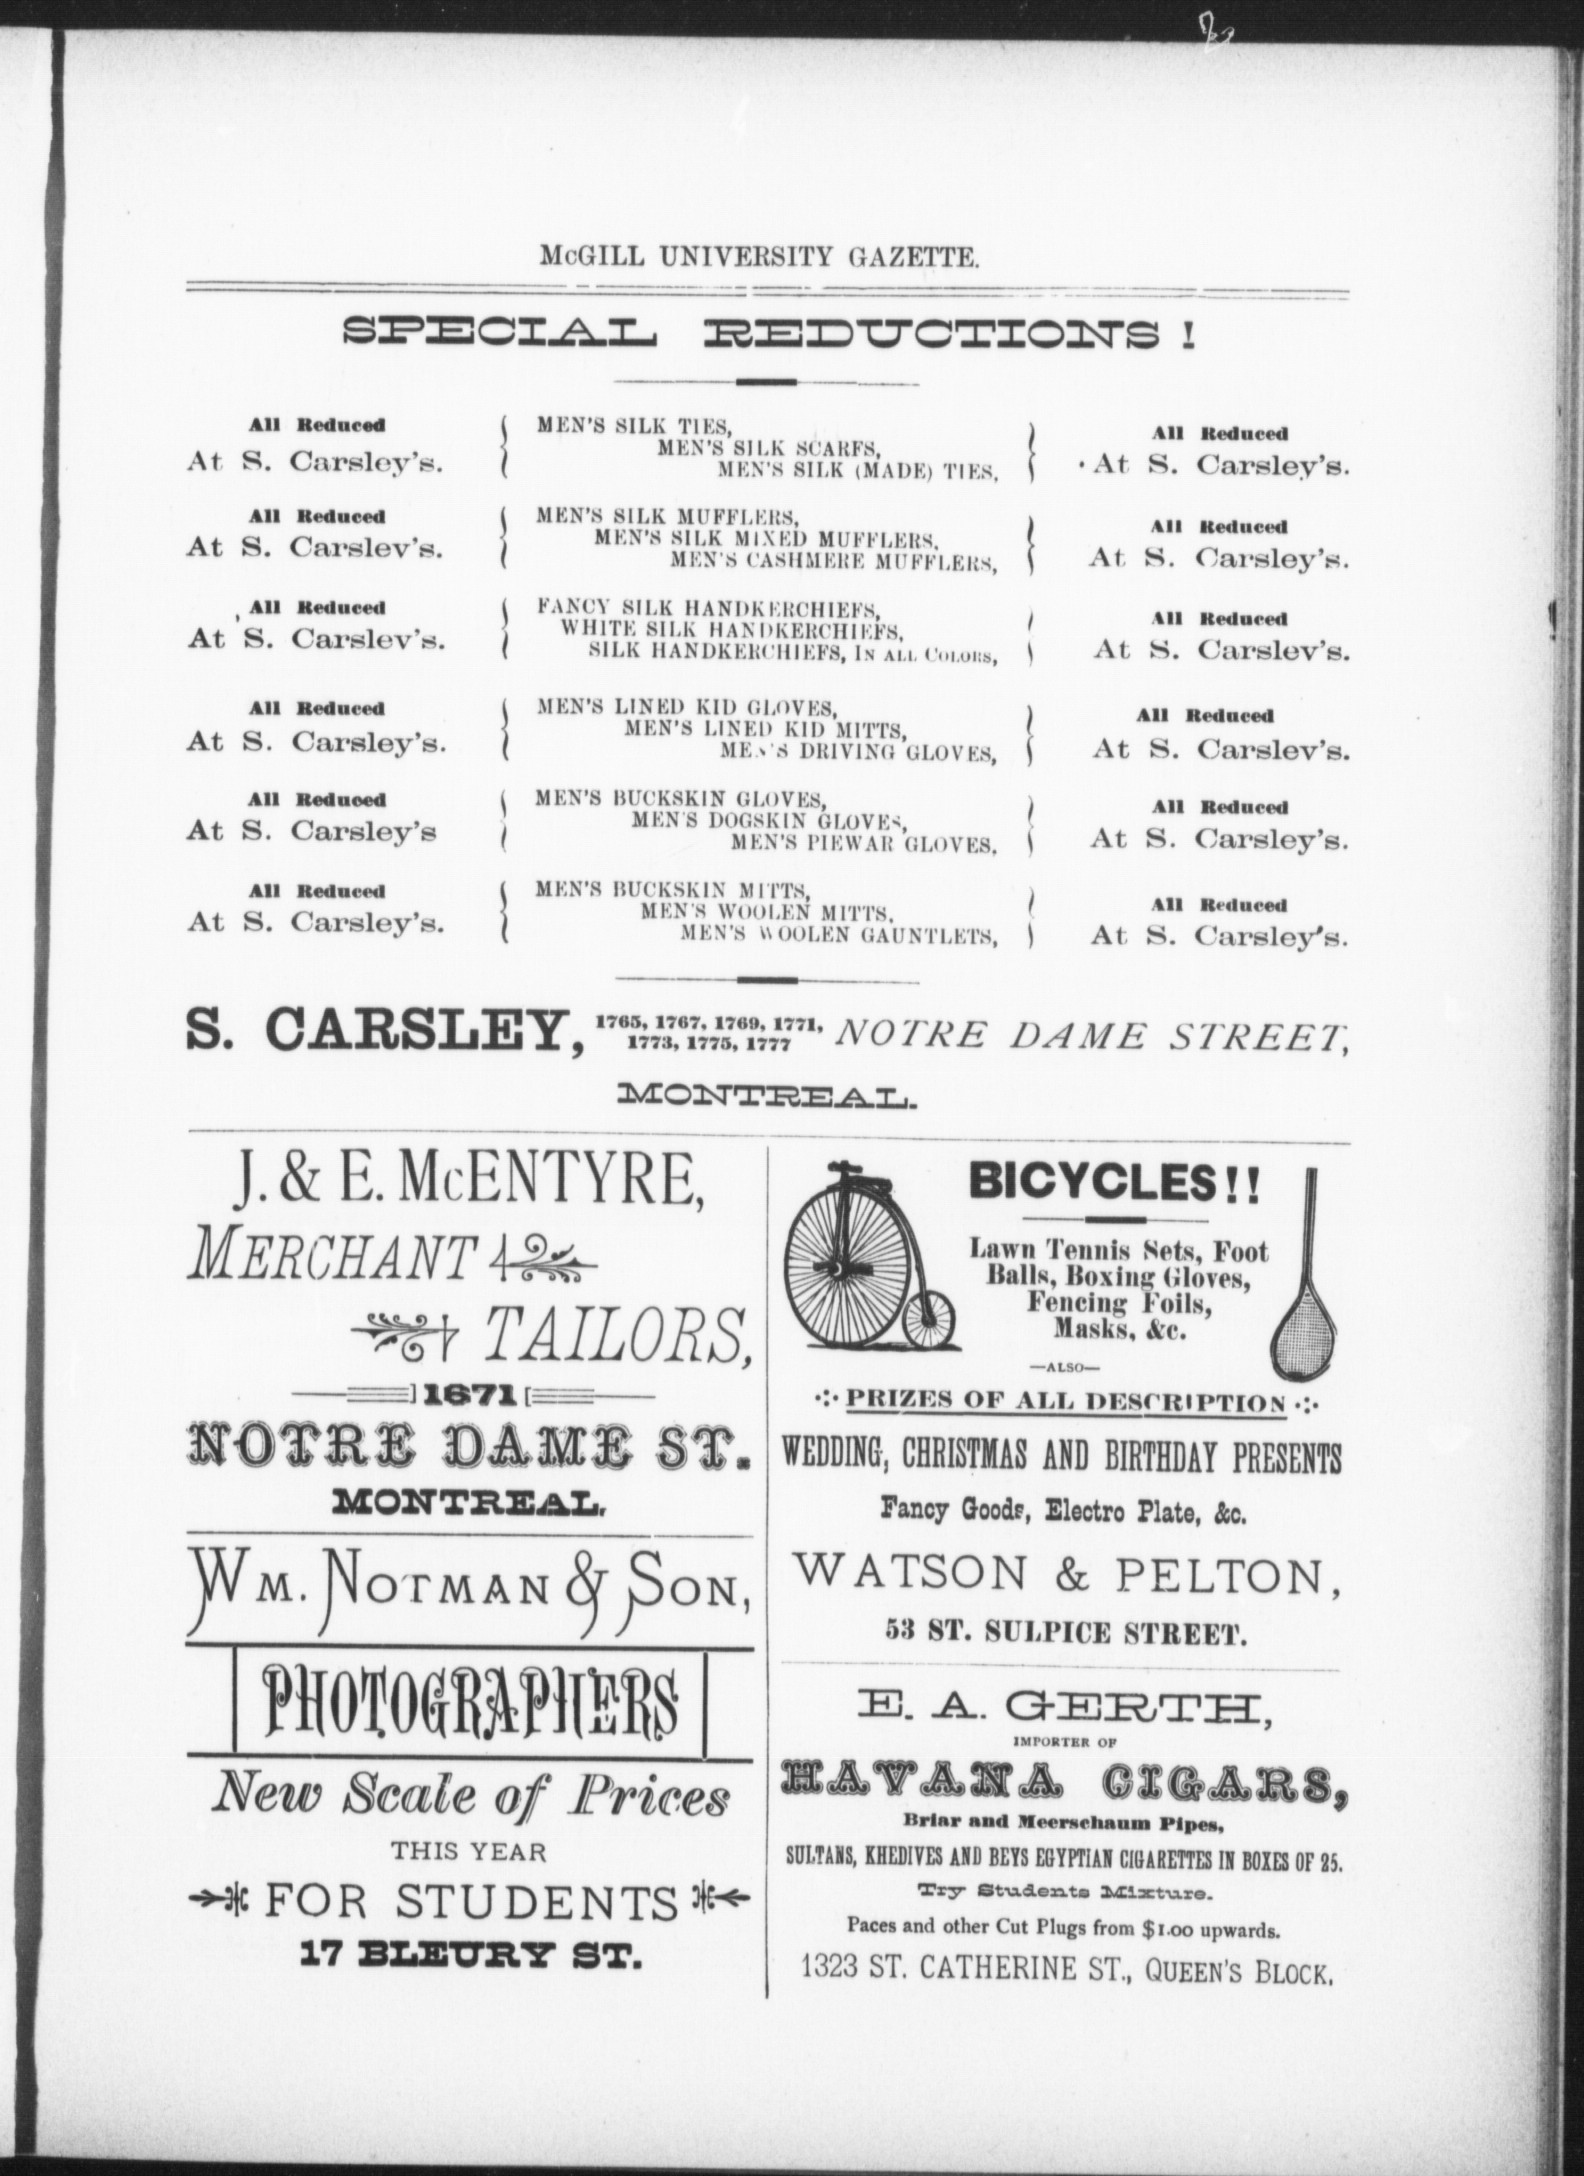 McGILL UNIVERSITY GAZETTE.
SPECIAL REDUCTIONS !
All Reduced
At S. Carsley's.
MEN'S SILK TIES,
MEN'S SILK SCARFS,
MEN'S SILK (MADE) TIES,
All Reduced
At S. Carsley's.
All Reduced
At S. Carsley's.
MEN'S SILK MUFFLERS,
MEN'S SILK MIXED MUFFLERS,
MEN'S CASHMERE MUFFLERS,
All Reduced
At S. Carsley's.
All Reduced
At S. Carsley's.
FANCY SILK HANDKERCHIEFS,
WHITE SILK HANDKERCHIEFS,
SILK HANDKERCHIEFS, IN ALL COLORS,
All Reduced
At S. Carsley's.
All Reduced
At S. Carsley's.
MEN'S LINED KID GLOVES,
MEN'S LINED KID MITTS,
MEN'S DRIVING GLOVES,
All Reduced
At S. Carsley's.
All Reduced
At S. Carsley's
MEN'S BUCKSKIN GLOVES,
MEN'S DOGSKIN GLOVES,
MEN'S PIEWAR GLOVES,
All Reduced
At S. Carsley's.
All Reduced
At S. Carsley's.
MEN'S BUCKSKIN MITTS,
MEN'S WOOLEN MITTS,
MEN'S WOOLEN GAUNTLETS,
All Reduced
At S. Carsley's.
S. CARSLEY, 1765, 1767, 1769, 1771, 1773, 1775, 1777 NOTRE DAME STREET,
MONTREAL.
J. & E. McENTYRE,
MERCHANT
TAILORS,
1671
NOTRE DAME ST.
MONTREAL.
WM. NOTMAN & SON,
PHOTOGRAPHERS
New Scale of Prices
THIS YEAR
FOR STUDENTS
17 BLEURY ST.
BICYCLES!!
Lawn Tennis Sets, Foot
Balls, Boxing Gloves,
Fencing Foils,
Masks, &c.
—ALSO—
PRIZES OF ALL DESCRIPTION
WEDDING, CHRISTMAS AND BIRTHDAY PRESENTS
Fancy Goods, Electro Plate, &c.
WATSON & PELTON,
53 ST. SULPICE STREET.
E. A. GERTH,
IMPORTER OF
HAVANA CIGARS,
Briar and Meerschaum Pipes,
SULTANS, KHEDIVES AND BEYS EGYPTIAN CIGARETTES IN BOXES OF 25.
Try Students Mixture.
Paces and other Cut Plugs from $1.00 upwards.
1323 ST. CATHERINE ST., QUEEN'S BLOCK.